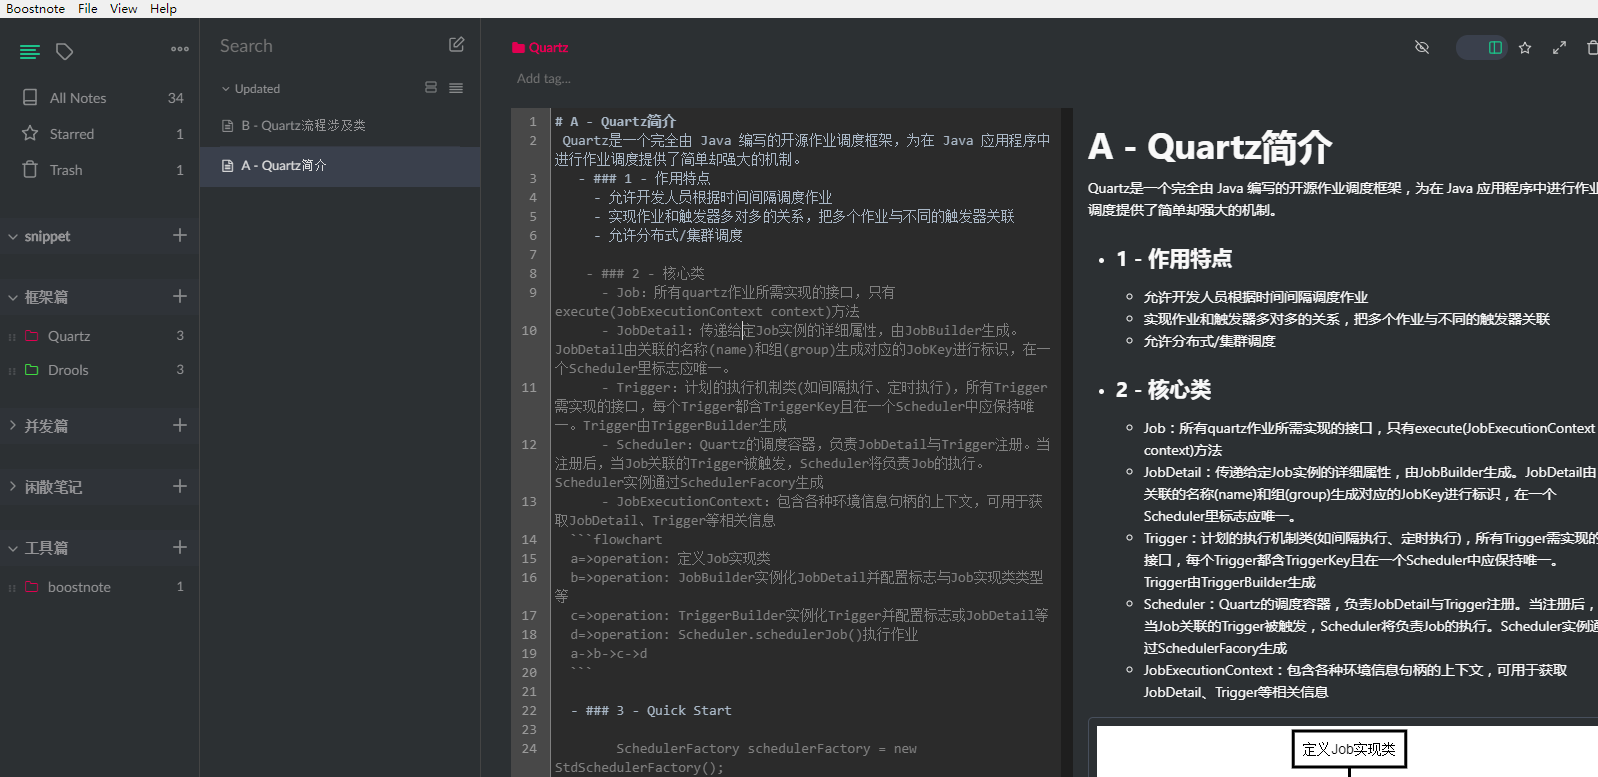 Boostnote File View Help
All Notes 34
Starred 1
Trash 1
snippet
框架篇
Quartz 3
Drools 3
并发篇
闲散笔记
工具篇
boostnote 1
Search
Updated
B - Quartz流程涉及类
A - Quartz简介
Quartz
Add tag...
1 # A - Quartz简介
2 Quartz是一个完全由 Java 编写的开源作业调度框架，为在 Java 应用程序中
进行作业调度提供了简单却强大的机制。
3 - ### 1 - 作用特点
4 - 允许开发人员根据时间间隔调度作业
5 - 实现作业和触发器多对多的关系，把多个作业与不同的触发器关联
6 - 允许分布式/集群调度
7
8 - ### 2 - 核心类
9 - Job：所有quartz作业所需实现的接口，只有
execute(JobExecutionContext context)方法
10 - JobDetail：传递给定Job实例的详细属性，由JobBuilder生成。
JobDetail由关联的名称(name)和组(group)生成对应的JobKey进行标识，在一
个Scheduler里标志应唯一。
11 - Trigger：计划的执行机制类(如间隔执行、定时执行)，所有Trigger
需实现的接口，每个Trigger都含TriggerKey且在一个Scheduler中应保持唯
一。Trigger由TriggerBuilder生成
12 - Scheduler：Quartz的调度容器，负责JobDetail与Trigger注册。当
注册后，当Job关联的Trigger被触发，Scheduler将负责Job的执行。
Scheduler实例通过SchedulerFacory生成
13 - JobExecutionContext：包含各种环境信息句柄的上下文，可用于获
取JobDetail、Trigger等相关信息
14 ```flowchart
15 a=>operation: 定义Job实现类
16 b=>operation: JobBuilder实例化JobDetail并配置标志与Job实现类类型
等
17 c=>operation: TriggerBuilder实例化Trigger并配置标志或JobDetail等
18 d=>operation: Scheduler.schedulerJob()执行作业
19 a->b->c->d
20 ```
21
22 - ### 3 - Quick Start
23
24 SchedulerFactory schedulerFactory = new
StdSchedulerFactory();
A - Quartz简介
Quartz是一个完全由 Java 编写的开源作业调度框架，为在 Java 应用程序中进行作业
调度提供了简单却强大的机制。
1 - 作用特点
允许开发人员根据时间间隔调度作业
实现作业和触发器多对多的关系，把多个作业与不同的触发器关联
允许分布式/集群调度
2 - 核心类
Job：所有quartz作业所需实现的接口，只有execute(JobExecutionContext
context)方法
JobDetail：传递给定Job实例的详细属性，由JobBuilder生成。JobDetail由
关联的名称(name)和组(group)生成对应的JobKey进行标识，在一个
Scheduler里标志应唯一。
Trigger：计划的执行机制类(如间隔执行、定时执行)，所有Trigger需实现的
接口，每个Trigger都含TriggerKey且在一个Scheduler中应保持唯一。
Trigger由TriggerBuilder生成
Scheduler：Quartz的调度容器，负责JobDetail与Trigger注册。当注册后，
当Job关联的Trigger被触发，Scheduler将负责Job的执行。Scheduler实例通
过SchedulerFacory生成
JobExecutionContext：包含各种环境信息句柄的上下文，可用于获取
JobDetail、Trigger等相关信息
定义Job实现类